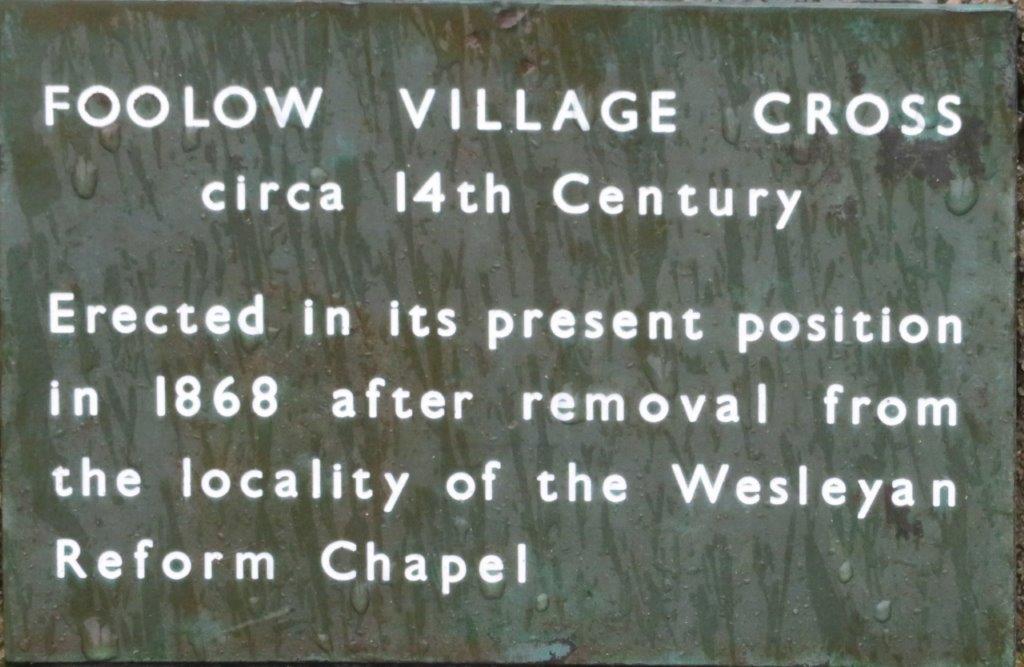 FOOLOW VILLAGE CROSS
circa 14th Century
Erected in its present position
in 1868 after removal from
the locality of the Wesleyan
Reform Chapel